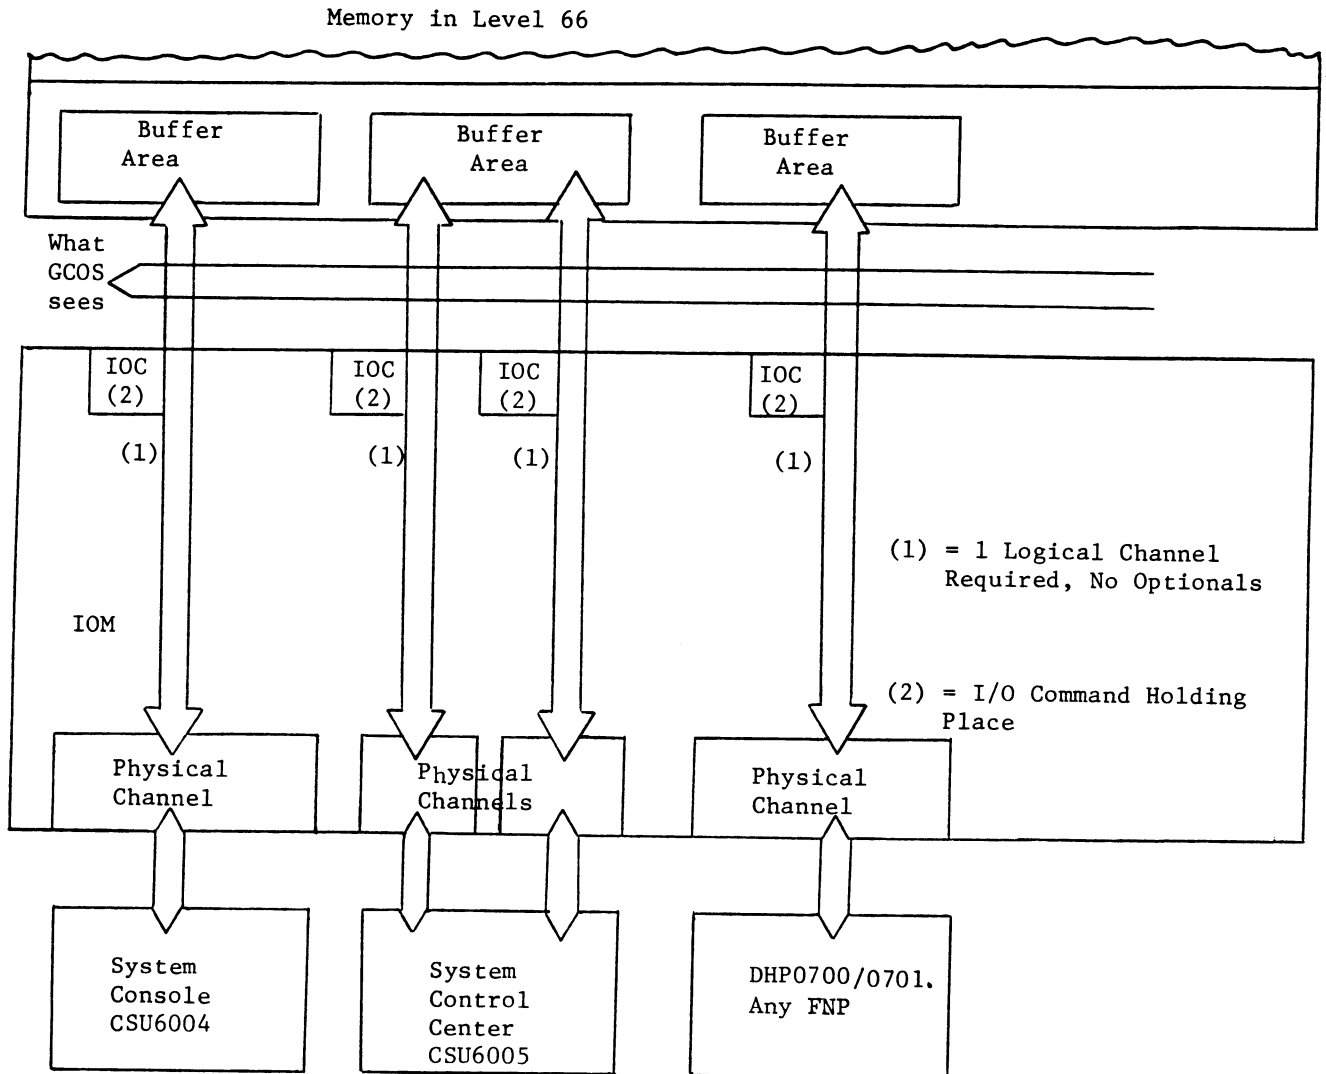 Memory in Level 66
Buffer
Area
Buffer
Area
Buffer
Area
What
GCOS
sees
IOC
(2)
IOC
(2)
IOC
(2)
IOC
(2)
(1)
(1)
(1)
(1)
(1) = 1 Logical Channel
Required, No Optionals
IOM
(2) = I/O Command Holding
Place
Physical
Channel
Physical
Channels
Physical
Channel
System
Console
CSU6004
System
Control
Center
CSU6005
DHP0700/0701.
Any FNP